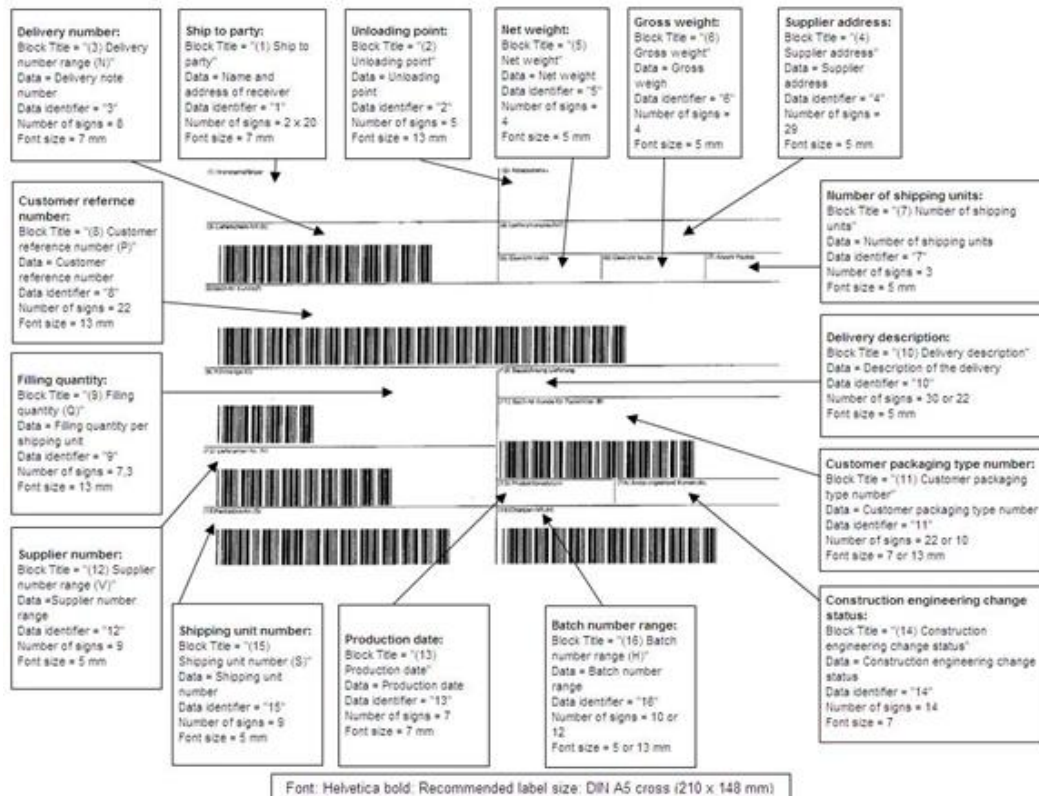 Delivery number:
Block Title = "(3) Delivery
number range (N)"
Data = Delivery note
number
Data identifier = "3"
Number of signs = 8
Font size = 7 mm
Ship to party:
Block Title = "(1) Ship to
party"
Data = Name and
address of receiver
Data identifier = "1"
Number of signs = 2 x 20
Font size = 7 mm
Unloading point:
Block Title = "(2)
Unloading point"
Data = Unloading
point
Data identifier = "2"
Number of signs = 5
Font size = 13 mm
Net weight:
Block Title = "(5)
Net weight"
Data = Net weight
Data identifier = "5"
Number of signs =
4
Font size = 5 mm
Gross weight:
Block Title = "(6)
Gross weight"
Data = Gross
weigh
Data identifier = "6"
Number of signs =
4
Font size = 5 mm
Supplier address:
Block Title = "(4)
Supplier address"
Data = Supplier
address
Data identifier = "4"
Number of signs =
29
Font size = 5 mm
Customer refernce
number:
Block Title = "(8) Customer
reference number (P)"
Data = Customer
reference number
Data identifier = "8"
Number of signs = 22
Font size = 13 mm
Number of shipping units:
Block Title = "(7) Number of shipping
units"
Data = Number of shipping units
Data identifier = "7"
Number of signs = 3
Font size = 5 mm
Filling quantity:
Block Title = "(9) Filling
quantity (Q)"
Data = Filling quantity per
shipping unit
Data identifier = "9"
Number of signs = 7,3
Font size = 13 mm
Delivery description:
Block Title = "(10) Delivery description"
Data = Description of the delivery
Data identifier = "10"
Number of signs = 30 or 22
Font size = 5 mm
Customer packaging type number:
Block Title = "(11) Customer packaging
type number"
Data = Customer packaging type number
Data identifier = "11"
Number of signs = 22 or 10
Font size = 7 or 13 mm
Supplier number:
Block Title = "(12) Supplier
number range (V)"
Data =Supplier number
range
Data identifier = "12"
Number of signs = 9
Font size = 5 mm
Shipping unit number:
Block Title = "(15)
Shipping unit number (S)"
Data = Shipping unit
number
Data identifier = "15"
Number of signs = 9
Font size = 5 mm
Production date:
Block Title = "(13)
Production date"
Data = Production date
Data identifier = "13"
Number of signs = 7
Font size = 7 mm
Batch number range:
Block Title = "(16) Batch
number range (H)"
Data = Batch number
range
Data identifier = "16"
Number of signs = 10 or
12
Font size = 5 or 13 mm
Construction engineering change
status:
Block Title = "(14) Construction
engineering change status"
Data = Construction engineering change
status
Data identifier = "14"
Number of signs = 14
Font size = 7
Font: Helvetica bold: Recommended label size: DIN A5 cross (210 x 148 mm)